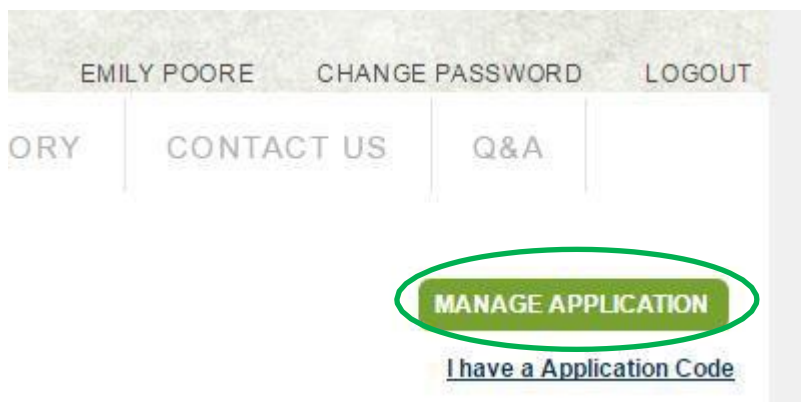 EMILY POORE CHANGE PASSWORD LOGOUT
ORY CONTACT US Q&A
MANAGE APPLICATION
I have a Application Code